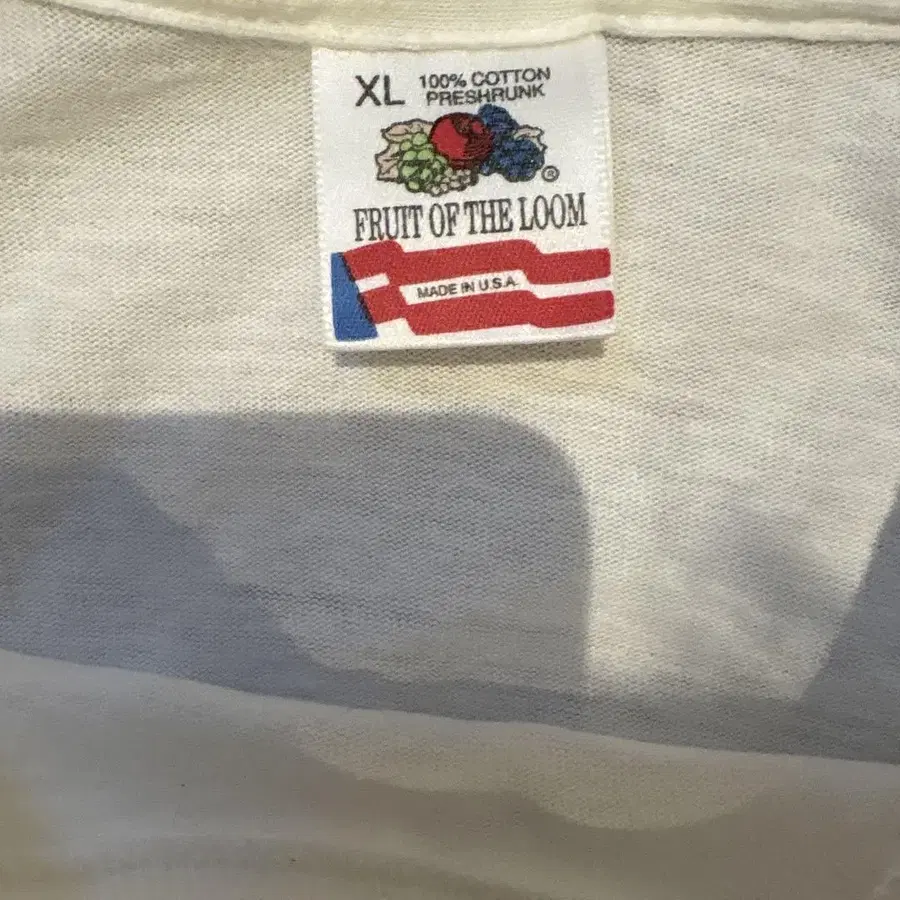 XL 100% COTTON
PRESHRUNK
®
FRUIT OF THE LOOM
MADE IN U.S.A.